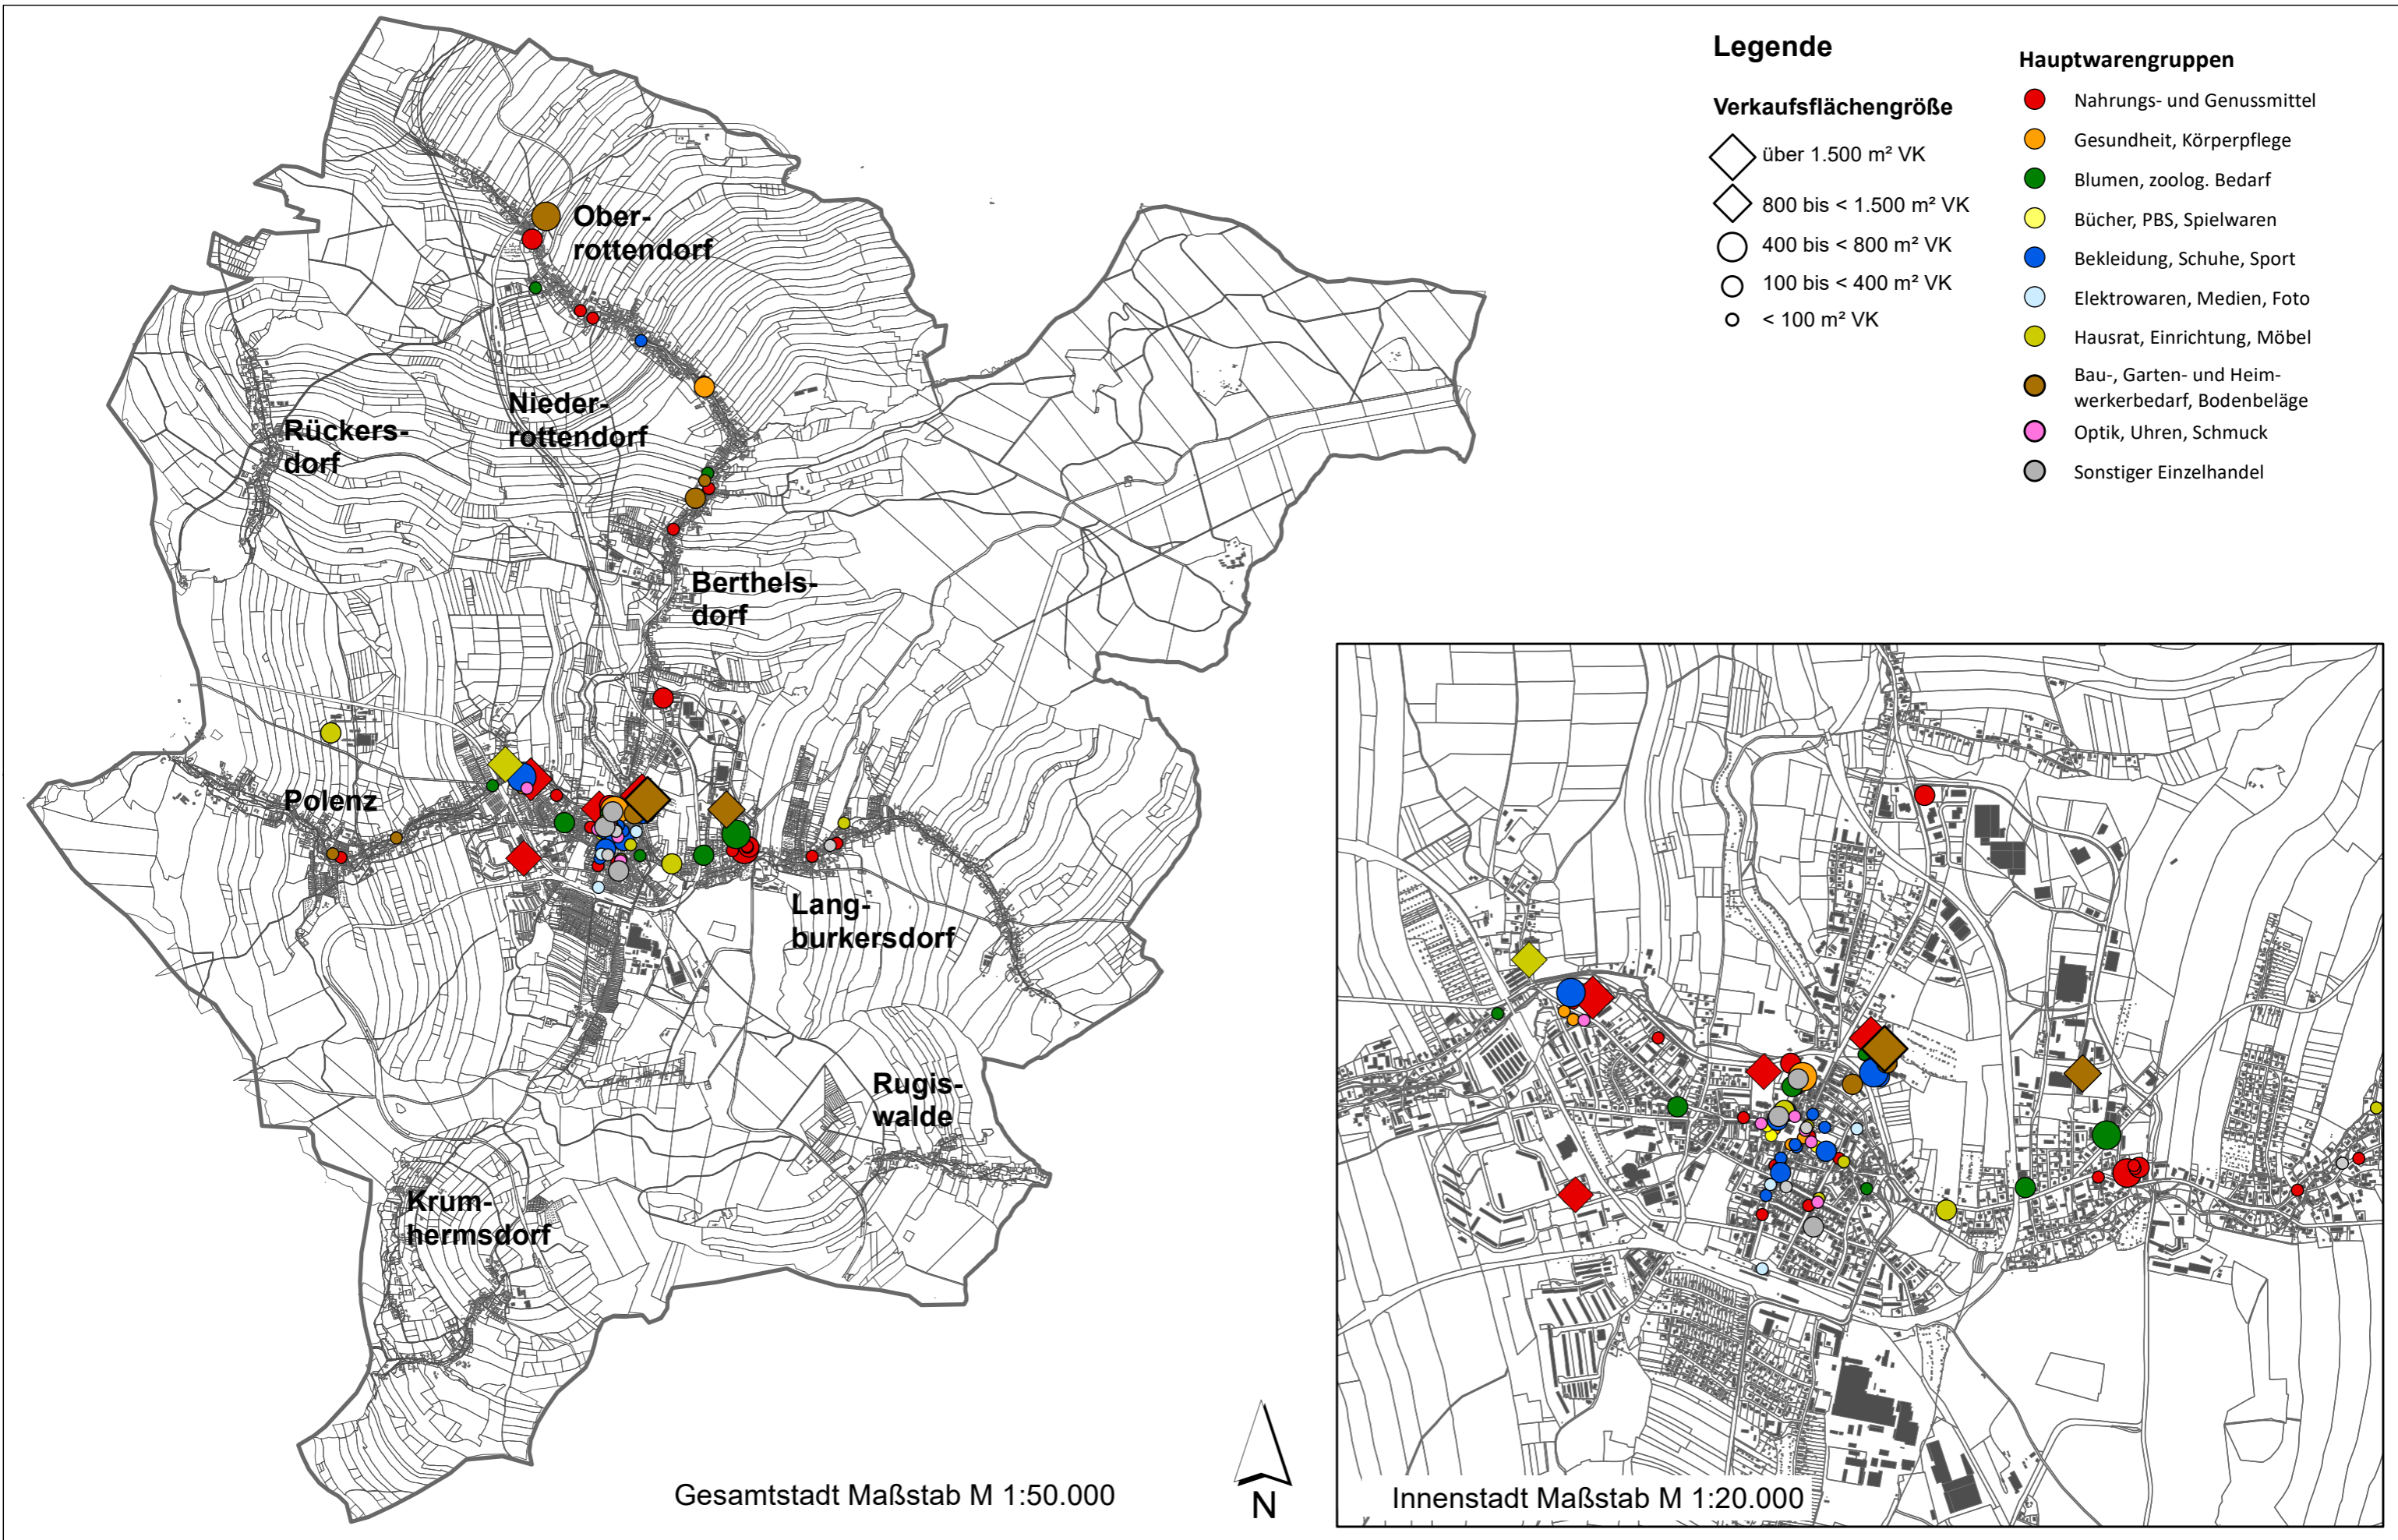 Legende
Verkaufsflächengröße
über 1.500 m² VK
800 bis < 1.500 m² VK
400 bis < 800 m² VK
100 bis < 400 m² VK
< 100 m² VK
Hauptwarengruppen
Nahrungs- und Genussmittel
Gesundheit, Körperpflege
Blumen, zoolog. Bedarf
Bücher, PBS, Spielwaren
Bekleidung, Schuhe, Sport
Elektrowaren, Medien, Foto
Hausrat, Einrichtung, Möbel
Bau-, Garten- und Heim-
werkerbedarf, Bodenbeläge
Optik, Uhren, Schmuck
Sonstiger Einzelhandel
Ober-
rottendorf
Nieder-
rottendorf
Rückers-
dorf
Berthels-
dorf
Polenz
Lang-
burkersdorf
Rugis-
walde
Krum-
hermsdorf
Gesamtstadt Maßstab M 1:50.000
N
Innenstadt Maßstab M 1:20.000